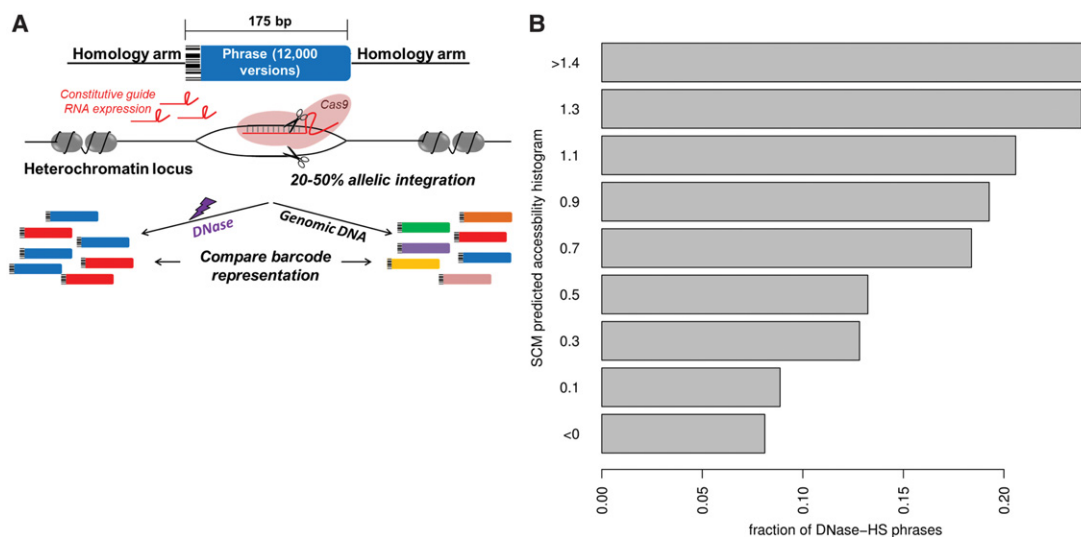 A
175 bp
Homology arm
Phrase (12,000
versions)
Homology arm
Constitutive guide
RNA expression
Cas9
Heterochromatin locus
20-50% allelic integration
DNase
Genomic DNA
Compare barcode
representation
B
SCM predicted accessbility histogram
>1.4
1.3
1.1
0.9
0.7
0.5
0.3
0.1
<0
0.00
0.05
0.10
0.15
0.20
fraction of DNase–HS phrases